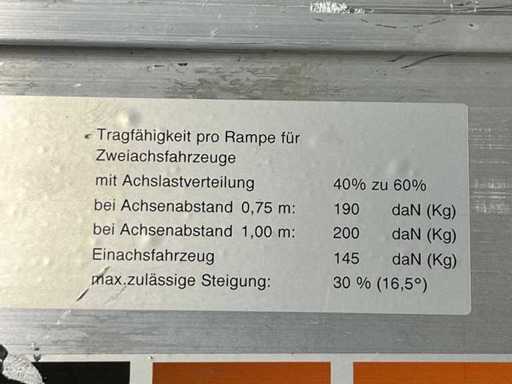 Tragfähigkeit pro Rampe für
Zweiachsfahrzeuge
mit Achslastverteilung 40% zu 60%
bei Achsenabstand 0,75 m: 190 daN (Kg)
bei Achsenabstand 1,00 m: 200 daN (Kg)
Einachsfahrzeug 145 daN (Kg)
max.zulässige Steigung: 30 % (16,5°)